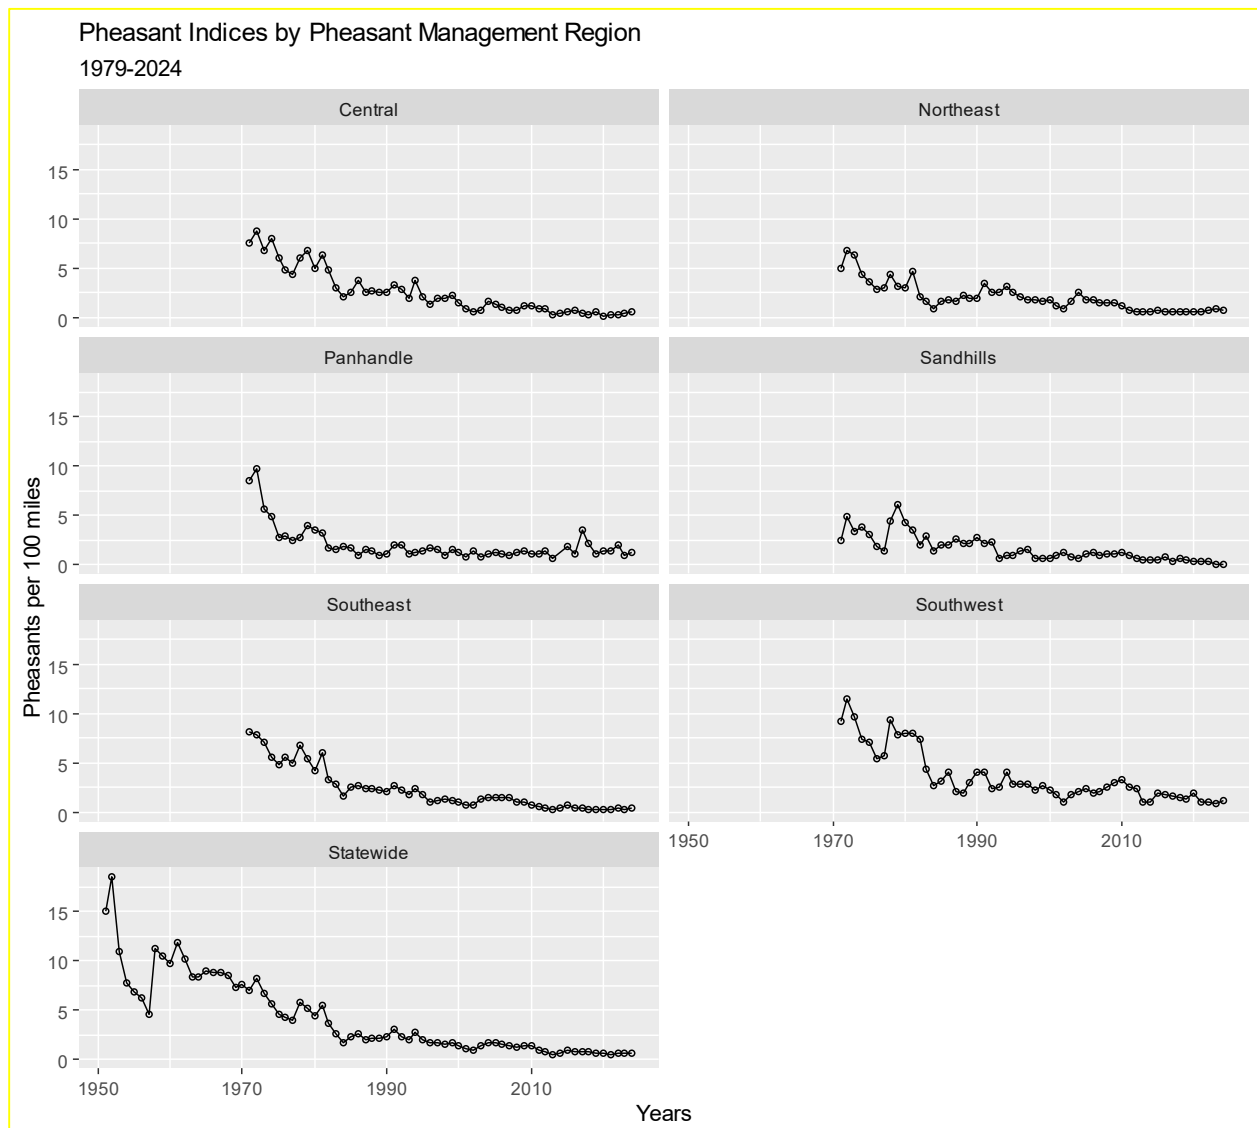 Pheasant Indices by Pheasant Management Region
1979-2024
Central
Northeast
15
10
5
0
Panhandle
Sandhills
15
10
5
0
Pheasants per 100 miles
Southeast
Southwest
15
10
5
0
1950
1970
1990
2010
Statewide
15
10
5
0
1950
1970
1990
2010
Years